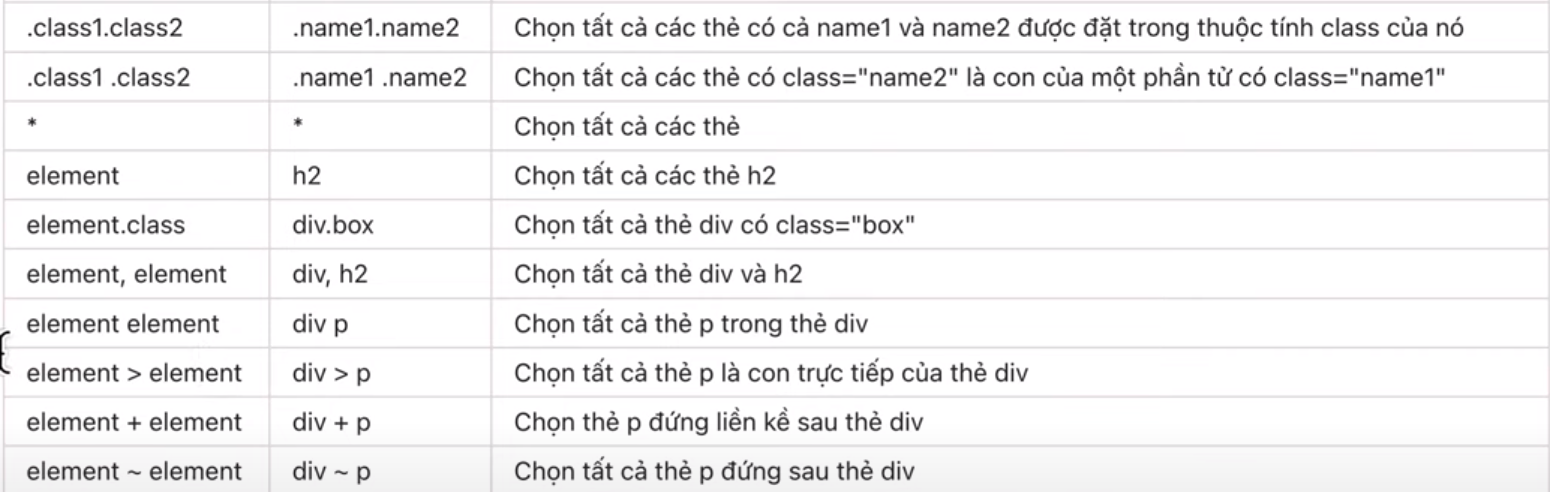 .class1.class2 .name1.name2 Chọn tất cả các thẻ có cả name1 và name2 được đặt trong thuộc tính class của nó
.class1 .class2 .name1 .name2 Chọn tất cả các thẻ có class="name2" là con của một phần tử có class="name1"
* * Chọn tất cả các thẻ
element h2 Chọn tất cả các thẻ h2
element.class div.box Chọn tất cả thẻ div có class="box"
element, element div, h2 Chọn tất cả thẻ div và h2
element element div p Chọn tất cả thẻ p trong thẻ div
element > element div > p Chọn tất cả thẻ p là con trực tiếp của thẻ div
element + element div + p Chọn thẻ p đứng liền kề sau thẻ div
element ~ element div ~ p Chọn tất cả thẻ p đứng sau thẻ div